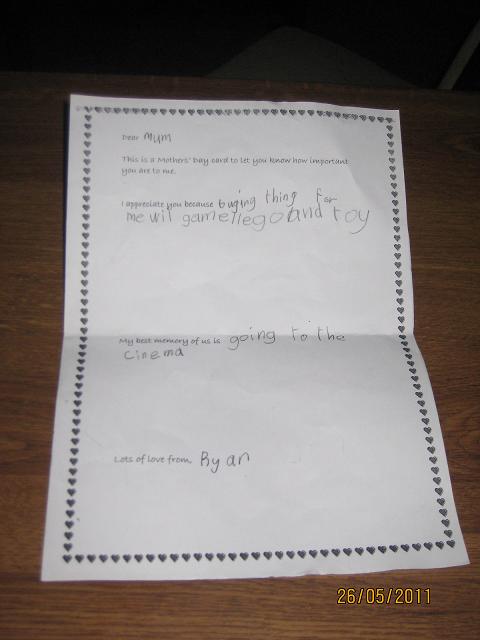 Dear mum
This is a Mothers' Day card to let you know how important
you are to me.
I appreciate you because buging thing for
me wil game lego and toy
My best memory of us is going to the
cinema
Lots of love from, Ryan
26/05/2011